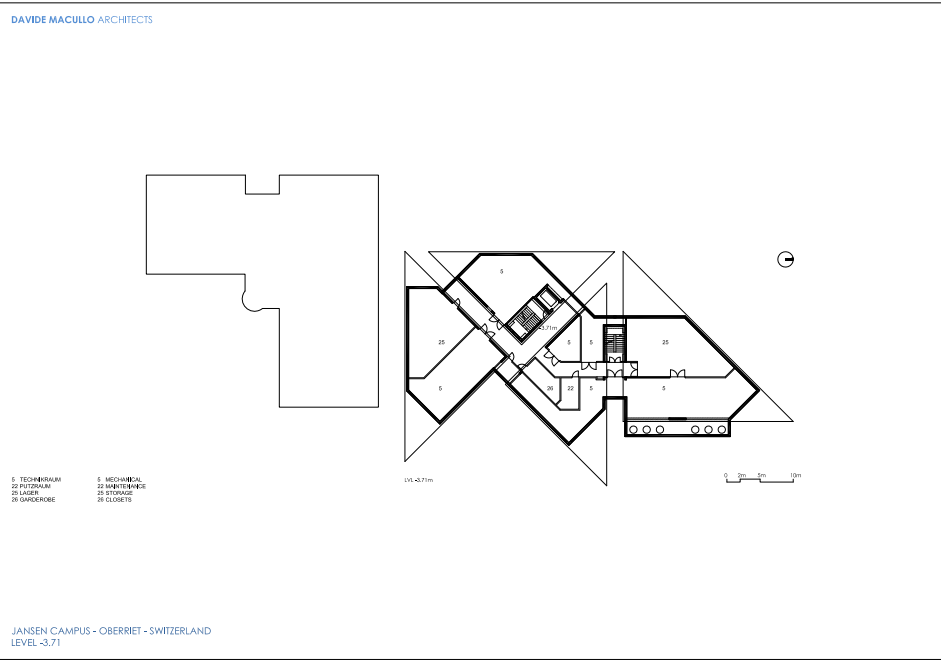 DAVIDE MACULLO ARCHITECTS
5
25
-3.71m
5
5
25
5
26
22
5
5
LVL -3.71m
0 2m 5m 10m
5 TECHNIKRAUM 5 MECHANICAL
22 PUTZRAUM 22 MAINTENANCE
25 LAGER 25 STORAGE
26 GARDEROBE 26 CLOSETS
JANSEN CAMPUS - OBERRIET - SWITZERLAND
LEVEL -3.71